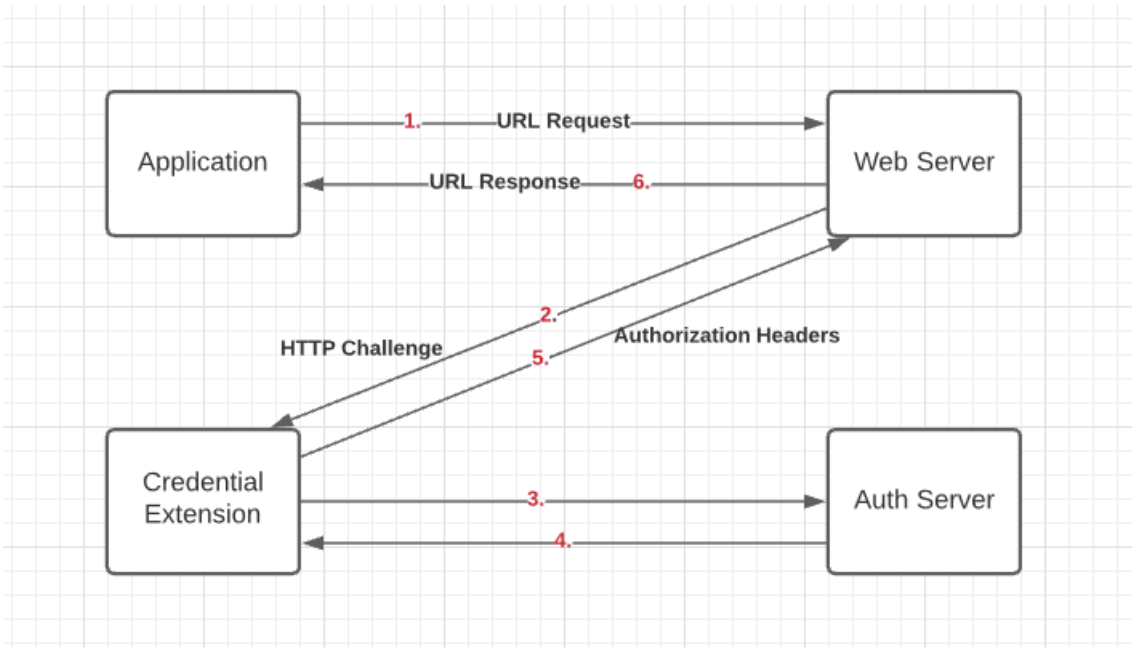 1.
URL Request
Application
Web Server
URL Response
6.
2.
HTTP Challenge
Authorization Headers
5.
Credential
Extension
3.
Auth Server
4.